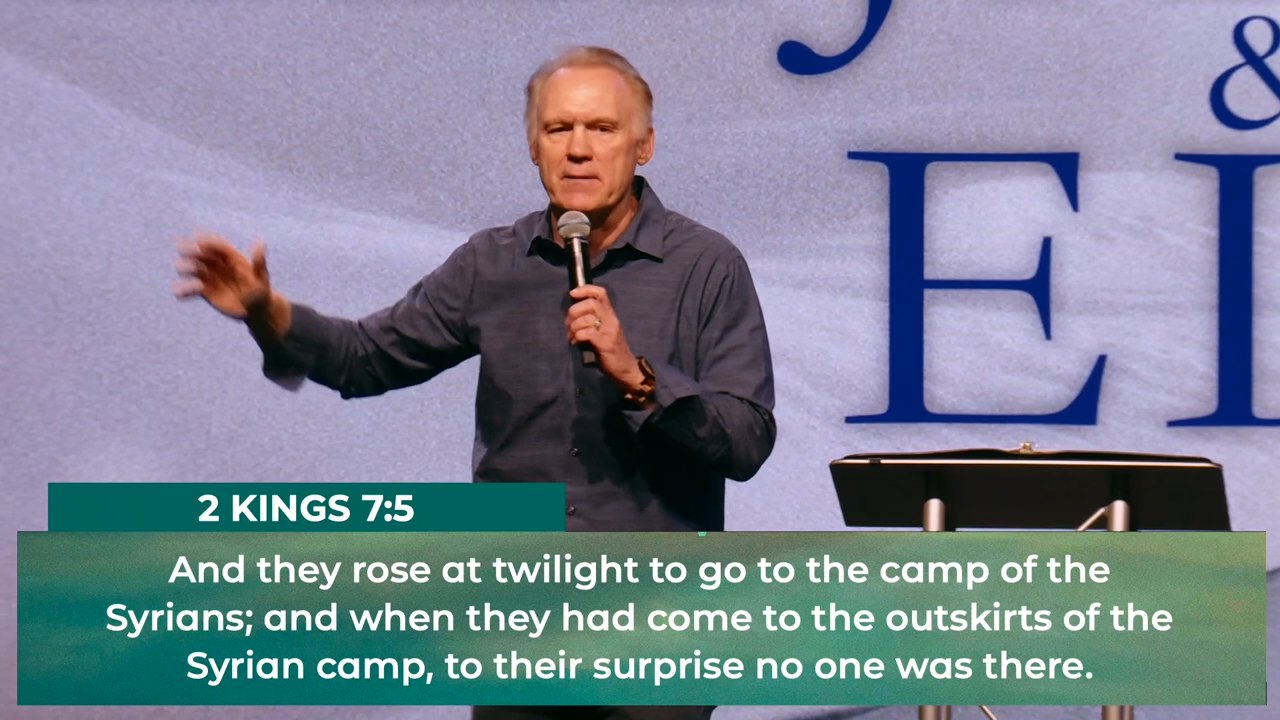 &
E
2 KINGS 7:5
And they rose at twilight to go to the camp of the
Syrians; and when they had come to the outskirts of the
Syrian camp, to their surprise no one was there.